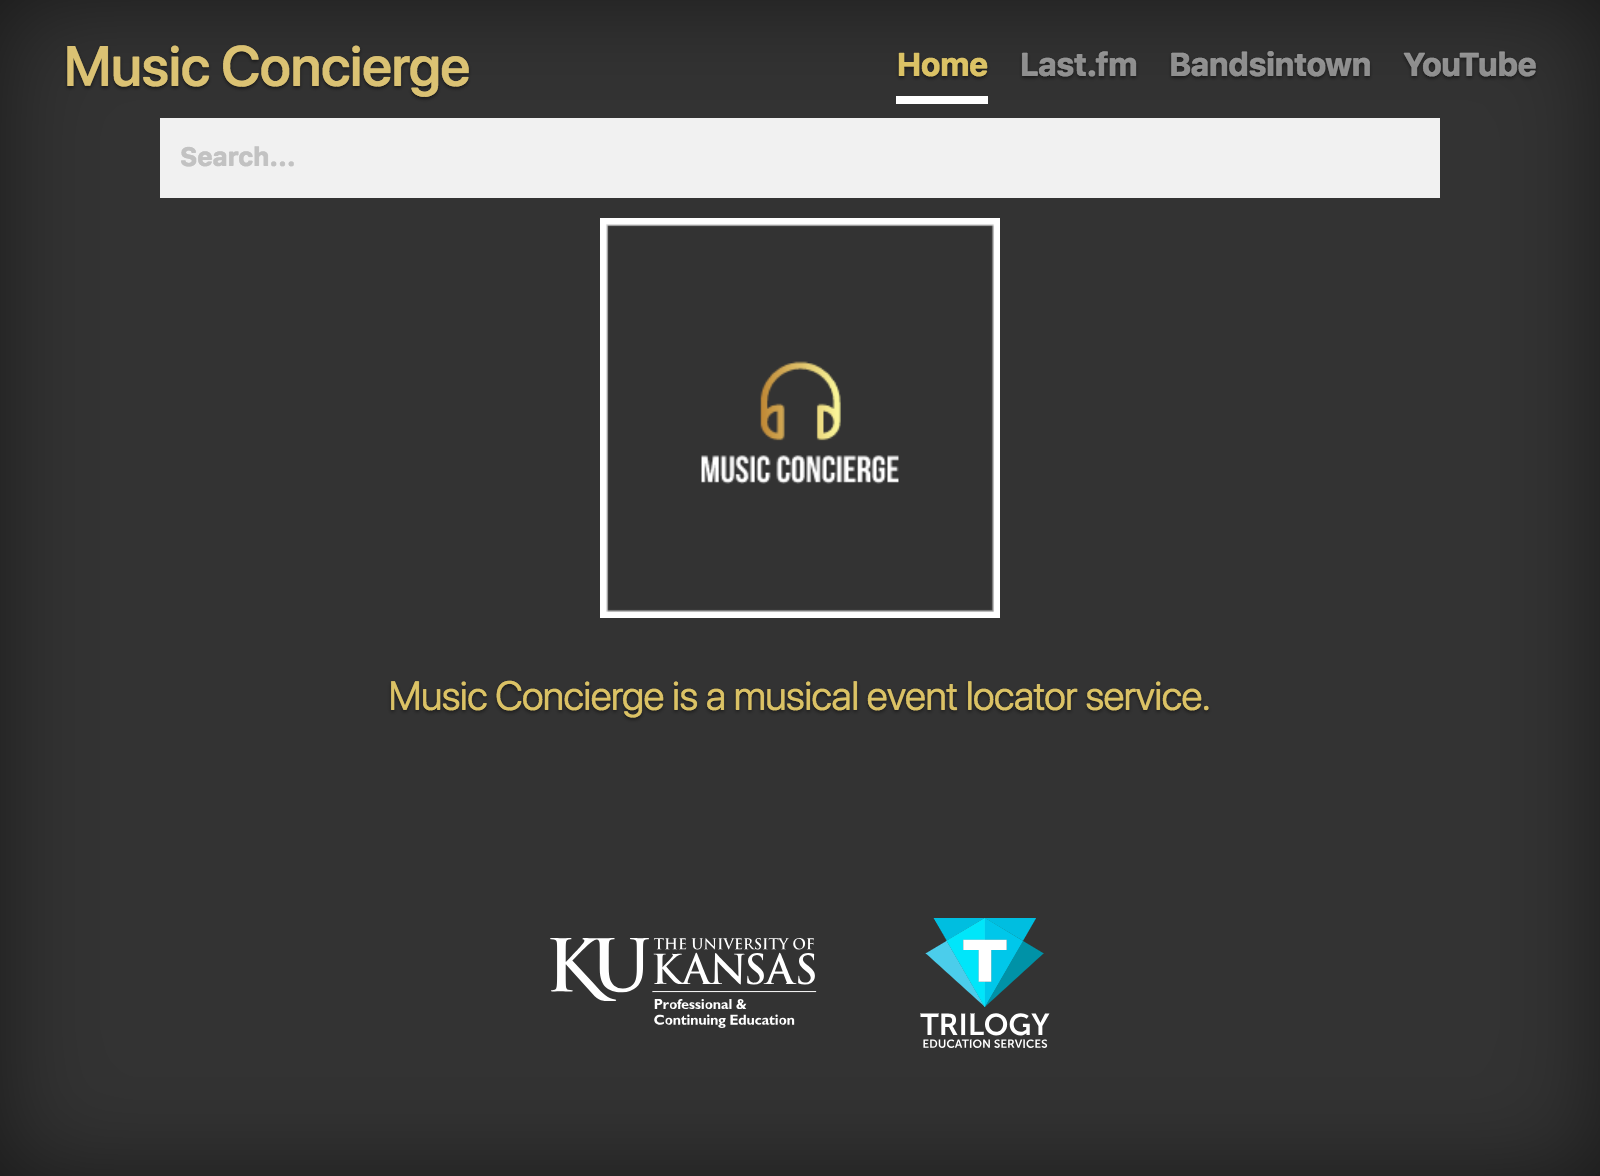 Music Concierge
Home Last.fm Bandsintown YouTube
Search...
MUSIC CONCIERGE
Music Concierge is a musical event locator service.
KU THE UNIVERSITY OF
KANSAS
Professional &
Continuing Education
T
TRILOGY
EDUCATION SERVICES